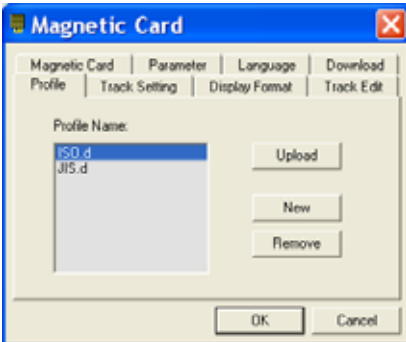 Magnetic Card
Magnetic Card Parameter Language Download
Profile Track Setting Display Format Track Edit
Profile Name:
ISO.d
JIS.d
Upload
New
Remove
OK Cancel